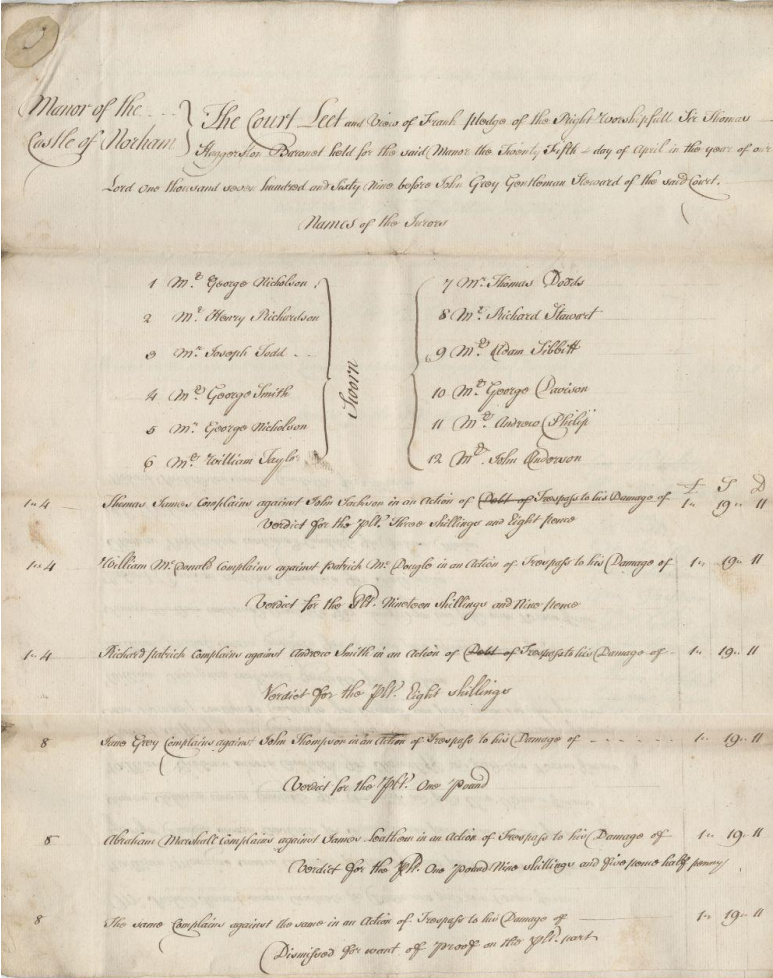 Manor of the
Castle of Norham
The Court Leet and View of Frank pledge of the Right Worshipfull Sir Thomas
Haggerston Baronet held for the said Manor the Twenty Fifth day of April in the year of our
Lord One thousand seven hundred and Sixty Nine before John Grey Gentleman Steward of the said Court.
Names of the Jurors
1 Mr. George Nicholson
2 Mr. Henry Richardson
3 Mr. Joseph Todd
4 Mr. George Smith
5 Mr. George Nicholson
6 Mr. William Taylor
Sworn
7 Mr. Thomas Dodds
8 Mr. Richard Stewart
9 Mr. Adam Sibbitt
10 Mr. George Davison
11 Mr. Andrew Philip
12 Mr. John Anderson
£ S D
1 " 4 Thomas James Complains against John Jackson in an Action of Debt of Trespass to his Damage of 1 " 19 " 11
Verdict for the Plt. Three Shillings and Eight pence
1 " 4 William Mc. Donald Complains against Patrick Mc. Dougle in an Action of Trespass to his Damage of 1 " 19 " 11
Verdict for the Plt. Nineteen Shillings and Nine pence
1 " 4 Richard Patrick Complains against Andrew Smith in an Action of Debt of Trespass to his Damage of 1 " 19 " 11
Verdict for the Plt. Eight Shillings
8 Jane Grey Complains against John Thompson in an Action of Trespass to his Damage of 1 " 19 " 11
Verdict for the Plt. One Pound
8 Abraham Marshall Complains against James in an Action of Trespass to his Damage of 1 " 19 " 11
Verdict for the Plt. One Pound Nine Shillings and five pence half penny
8 The same Complains against the same in an Action of Trespass to his Damage of 1 " 19 " 11
Dismissed for want of Proof on the Plt. part